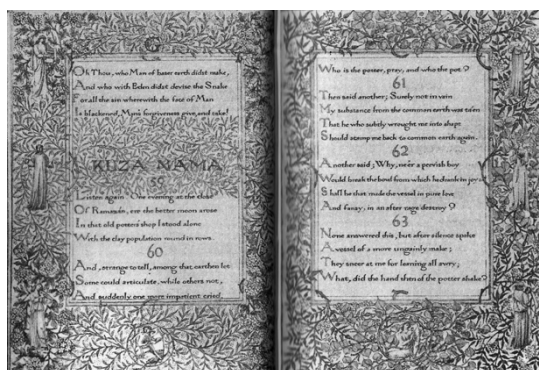 Oh Thou, who Man of baser earth didst make,
And who with Eden didst devise the Snake
For all the sin wherewith the face of Man
Is blackened, Man's forgiveness give, and take!
KUZA NAMA
Listen again. One evening at the close
Of Ramazán, ere the better moon arose
In that old potter's shop I stood alone
With the clay population round in rows.
60
And, strange to tell, among that earthen lot
Some could articulate, while others not,
And suddenly one more impatient cried,
Who is the potter, pray, and who the pot?
61
Then said another; Surely not in vain
My substance from the common earth was ta'en
That he who subtly wrought me into shape
Should stamp me back to common earth again.
62
Another said; Why, ne'er a peevish boy
Would break the bowl from which he drank in joy
Shall he that made the vessel in pure love
And fansy, in an after rage destroy?
63
None answered this, but after silence spake
A vessel of a more ungainly make;
They sneer at me for leaning all awry;
What, did the hand then of the potter shake?